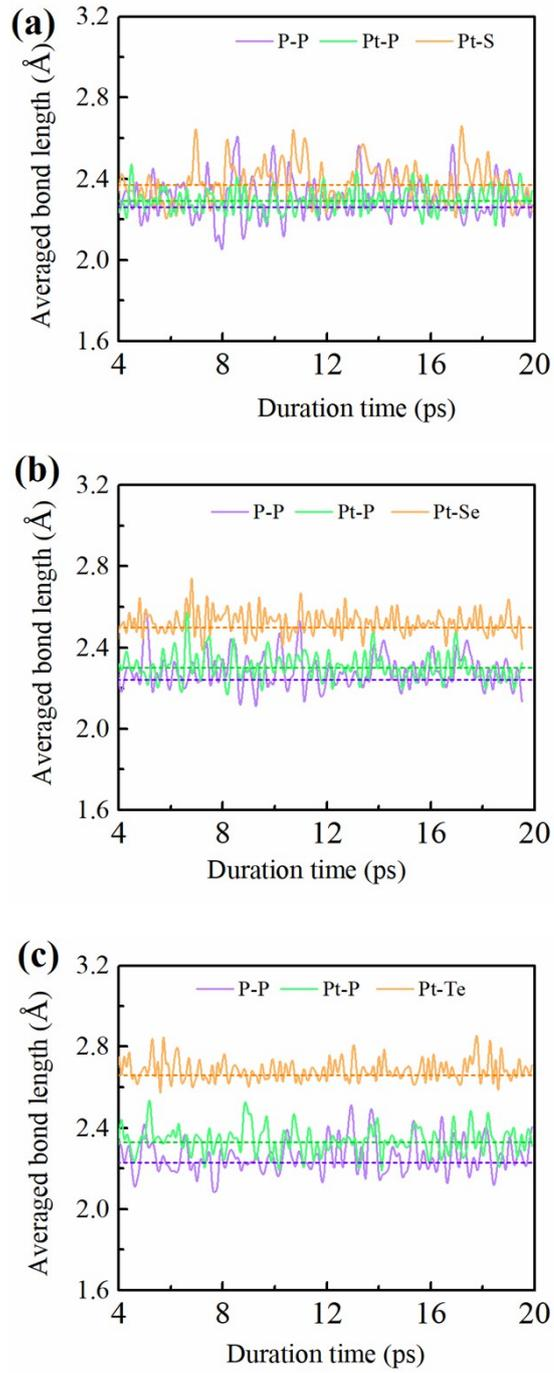 (a)
3.2
2.8
2.4
2.0
1.6
Averaged bond length (Å)
P-P Pt-P Pt-S
4 8 12 16 20
Duration time (ps)
(b)
3.2
2.8
2.4
2.0
1.6
Averaged bond length (Å)
P-P Pt-P Pt-Se
4 8 12 16 20
Duration time (ps)
(c)
3.2
2.8
2.4
2.0
1.6
Averaged bond length (Å)
P-P Pt-P Pt-Te
4 8 12 16 20
Duration time (ps)